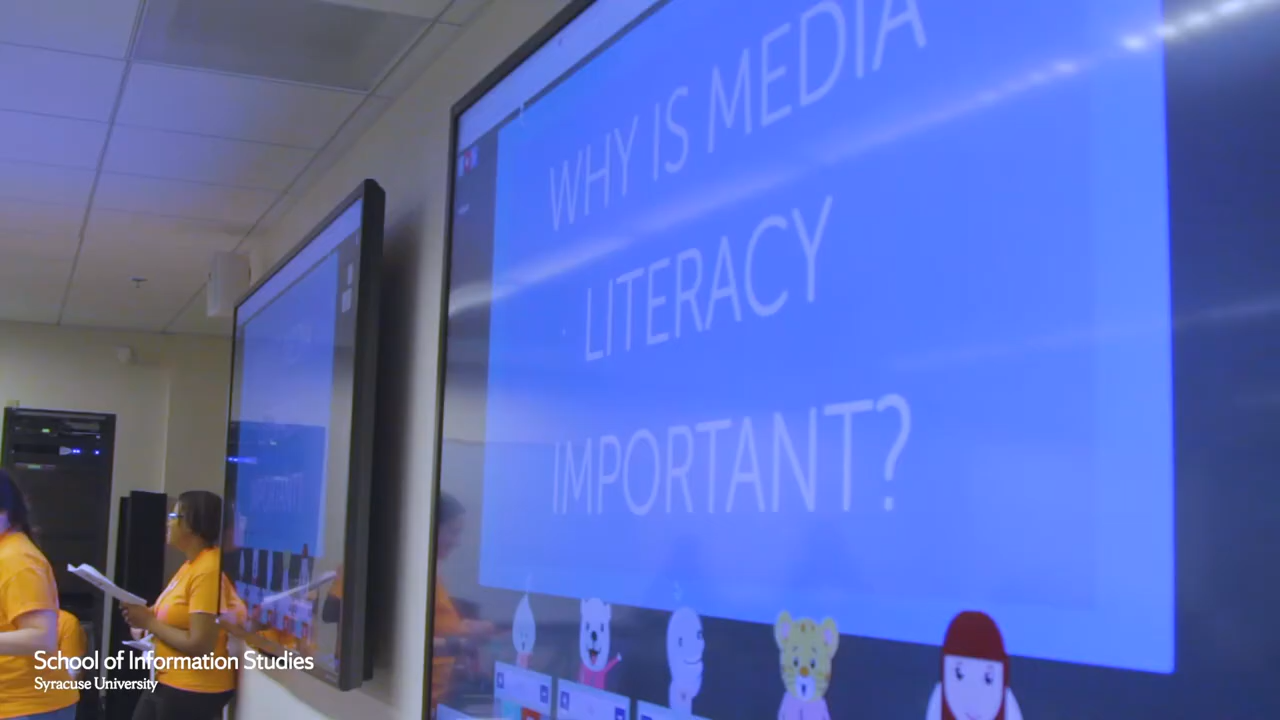 WHY IS MEDIA
LITERACY
IMPORTANT?
School of Information Studies
Syracuse University